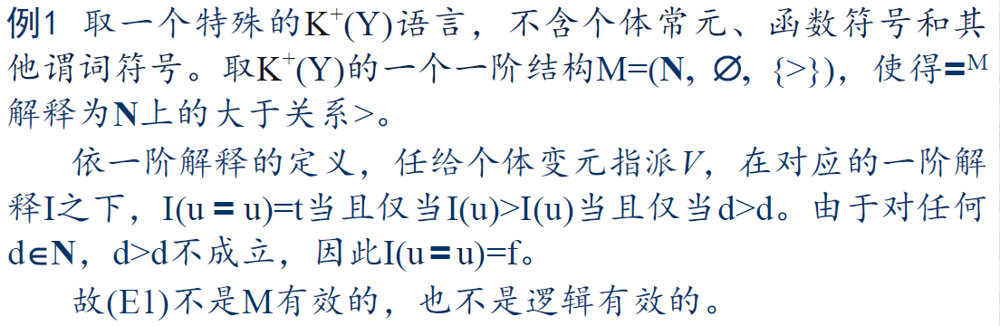 例1 取一个特殊的K⁺(Y)语言，不含个体常元、函数符号和其
他谓词符号。取K⁺(Y)的一个一阶结构M=(N, ∅, {>})，使得=ᴹ
解释为N上的大于关系>。
依一阶解释的定义，任给个体变元指派V，在对应的一阶解
释I之下，I(u = u)=t当且仅当I(u)>I(u)当且仅当d>d。由于对任何
d∈N，d>d不成立，因此I(u = u)=f。
故(E1)不是M有效的，也不是逻辑有效的。